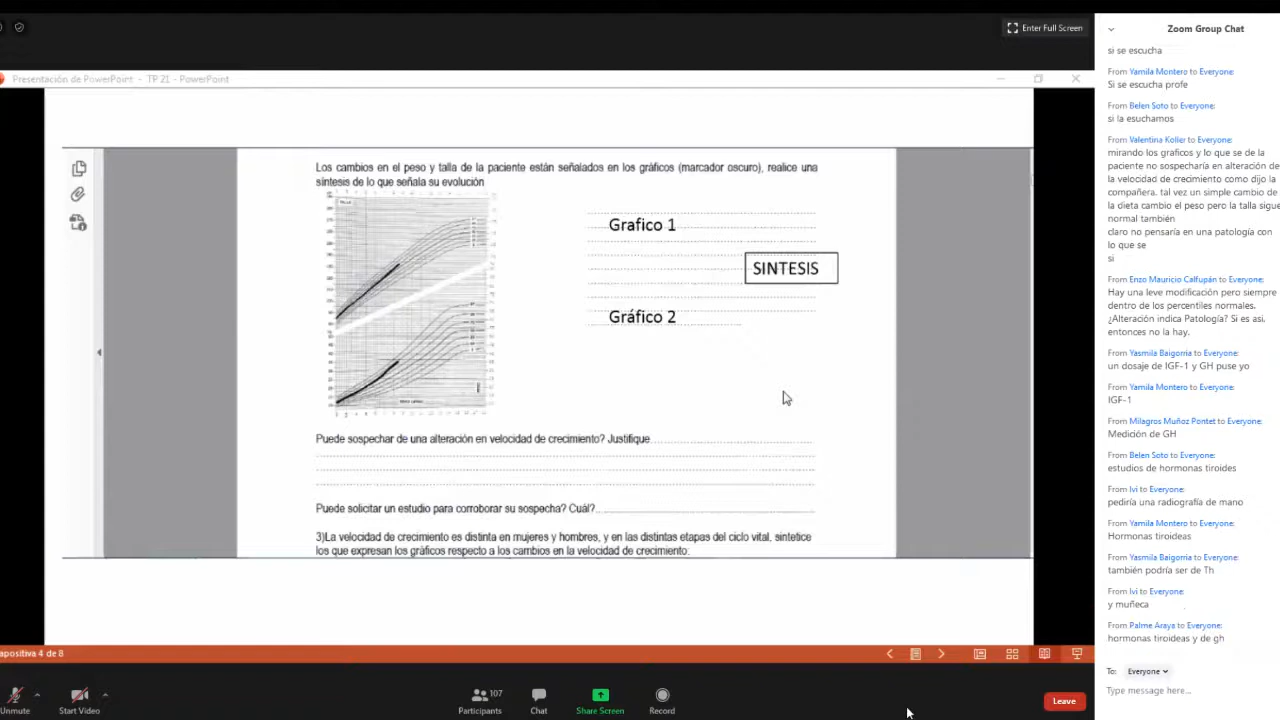 Enter Full Screen
Presentación de PowerPoint - TP 21 - PowerPoint
Los cambios en el peso y talla de la paciente están señalados en los gráficos (marcador oscuro), realice una
síntesis de lo que señala su evolución
Grafico 1
SINTESIS
Gráfico 2
Puede sospechar de una alteración en velocidad de crecimiento? Justifique
Puede solicitar un estudio para corroborar su sospecha? Cuál?
3)La velocidad de crecimiento es distinta en mujeres y hombres, y en las distintas etapas del ciclo vital, sintetice
los que expresan los gráficos respecto a los cambios en la velocidad de crecimiento:
apositiva 4 de 8
Unmute
Start Video
107
Participants
Chat
Share Screen
Record
Leave
Zoom Group Chat
si se escucha
From Yamila Montero to Everyone:
Si se escucha profe
From Belen Soto to Everyone:
si la esuchamos
From Valentina Koller to Everyone:
mirando los graficos y lo que se de la
paciente no sospecharía en alteración de
la velocidad de crecimiento como dijo la
compañera. tal vez un simple cambio de
la dieta cambio el peso pero la talla sigue
normal también
claro no pensaría en una patología con
lo que se
si
From Enzo Mauricio Calfupán to Everyone:
Hay una leve modificación pero siempre
dentro de los percentiles normales.
¿Alteración indica Patología? Si es asi,
entonces no la hay.
From Yasmila Baigorria to Everyone:
un dosaje de IGF-1 y GH puse yo
From Yamila Montero to Everyone:
IGF-1
From Milagros Muñoz Pontet to Everyone:
Medición de GH
From Belen Soto to Everyone:
estudios de hormonas tiroides
From Ivi to Everyone:
pediría una radiografía de mano
From Yamila Montero to Everyone:
Hormonas tiroideas
From Yasmila Baigorria to Everyone:
también podría ser de Th
From Ivi to Everyone:
y muñeca
From Palme Araya to Everyone:
hormonas tiroideas y de gh
To: Everyone
Type message here...